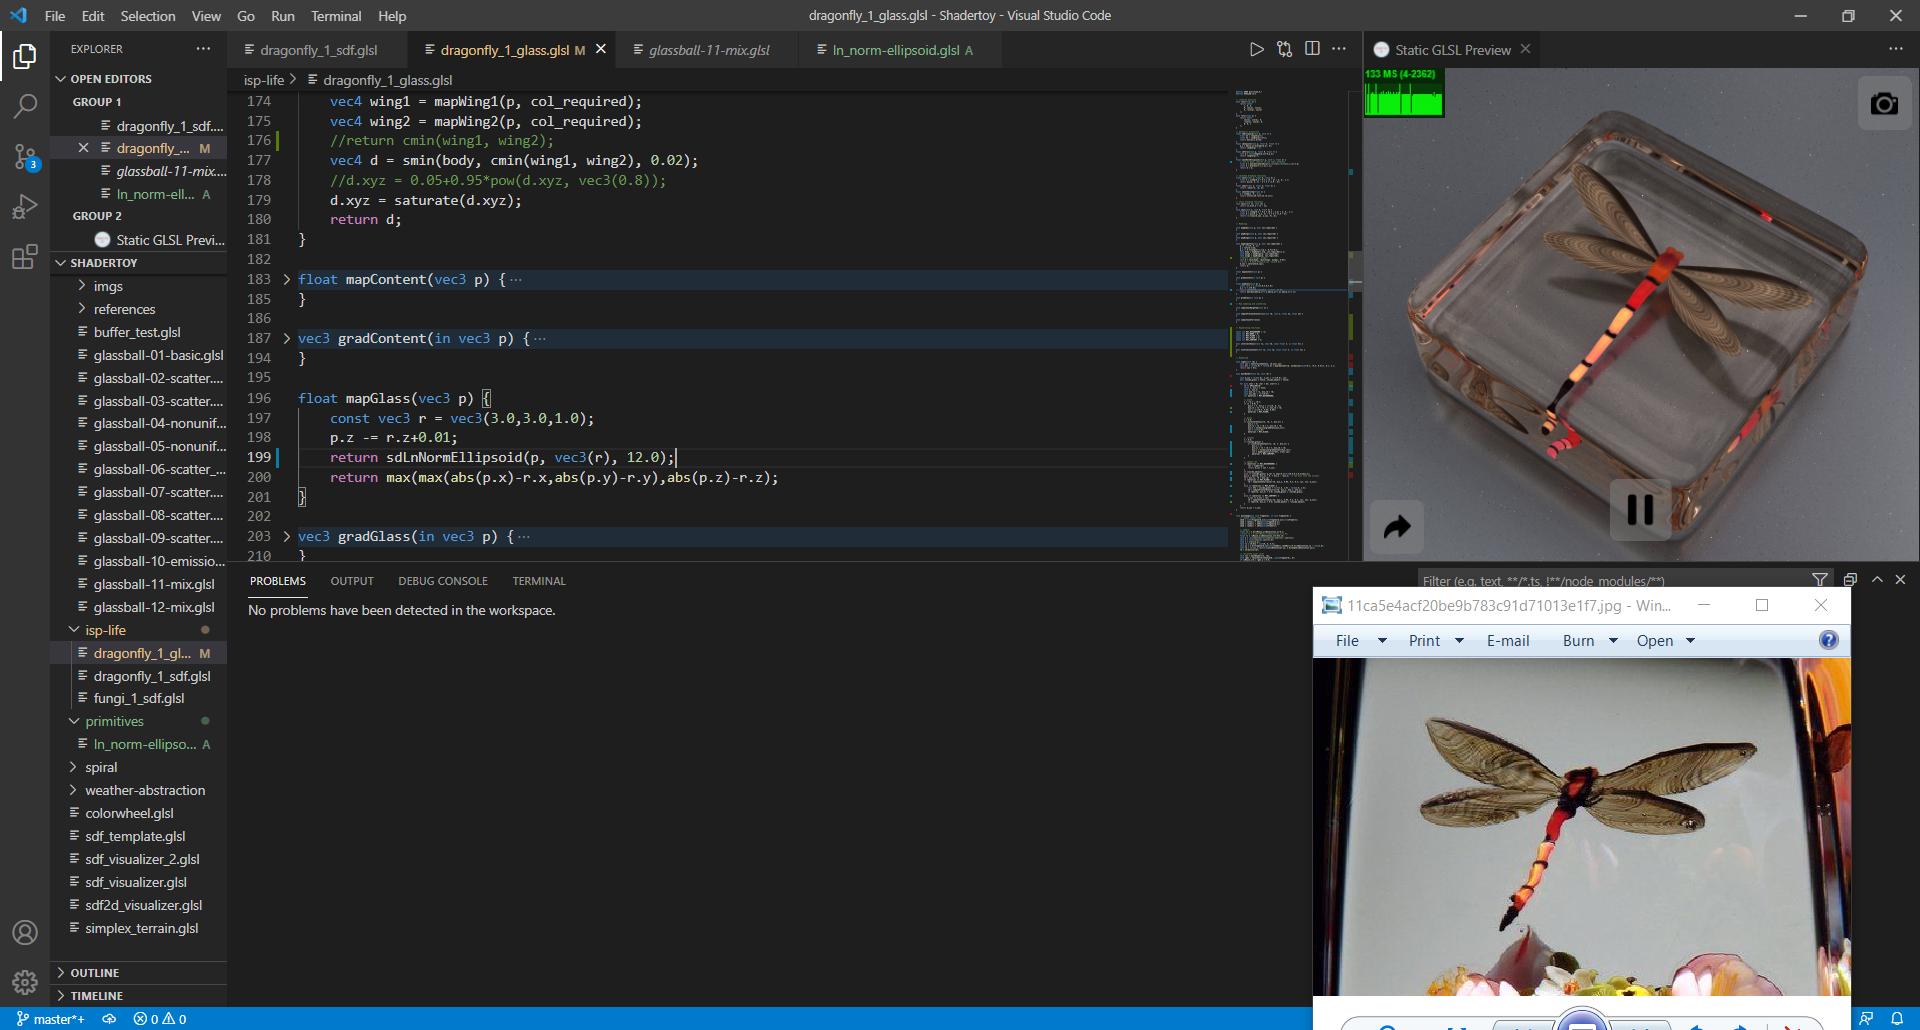 File Edit Selection View Go Run Terminal Help
dragonfly_1_glass.glsl - Shadertoy - Visual Studio Code
EXPLORER
OPEN EDITORS
GROUP 1
dragonfly_1_sdf....
dragonfly_... M
glassball-11-mix....
ln_norm-ell... A
GROUP 2
Static GLSL Previ...
SHADERTOY
imgs
references
buffer_test.glsl
glassball-01-basic.glsl
glassball-02-scatter....
glassball-03-scatter....
glassball-04-nonunif...
glassball-05-nonunif...
glassball-06-scatter_...
glassball-07-scatter....
glassball-08-scatter....
glassball-09-scatter....
glassball-10-emissio...
glassball-11-mix.glsl
glassball-12-mix.glsl
isp-life
dragonfly_1_gl... M
dragonfly_1_sdf.glsl
fungi_1_sdf.glsl
primitives
ln_norm-ellipso... A
spiral
weather-abstraction
colorwheel.glsl
sdf_template.glsl
sdf_visualizer_2.glsl
sdf_visualizer.glsl
sdf2d_visualizer.glsl
simplex_terrain.glsl
OUTLINE
TIMELINE
3
dragonfly_1_sdf.glsl dragonfly_1_glass.glsl M glassball-11-mix.glsl ln_norm-ellipsoid.glsl A
isp-life > dragonfly_1_glass.glsl
174 vec4 wing1 = mapWing1(p, col_required);
175 vec4 wing2 = mapWing2(p, col_required);
176 //return cmin(wing1, wing2);
177 vec4 d = smin(body, cmin(wing1, wing2), 0.02);
178 //d.xyz = 0.05+0.95*pow(d.xyz, vec3(0.8));
179 d.xyz = saturate(d.xyz);
180 return d;
181 }
182
183 float mapContent(vec3 p) { ...
185 }
186
187 vec3 gradContent(in vec3 p) { ...
194 }
195
196 float mapGlass(vec3 p) {
197 const vec3 r = vec3(3.0,3.0,1.0);
198 p.z -= r.z+0.01;
199 return sdLnNormEllipsoid(p, vec3(r), 12.0);
200 return max(max(abs(p.x)-r.x,abs(p.y)-r.y),abs(p.z)-r.z);
201 }
202
203 vec3 gradGlass(in vec3 p) { ...
210 }
Static GLSL Preview
133 MS (4-2362)
PROBLEMS OUTPUT DEBUG CONSOLE TERMINAL
Filter (e.g. text, **/*.ts, !**/node_modules/**)
No problems have been detected in the workspace.
11ca5e4acf20be9b783c91d71013e1f7.jpg - Win...
File Print E-mail Burn Open
master*+ 0 0